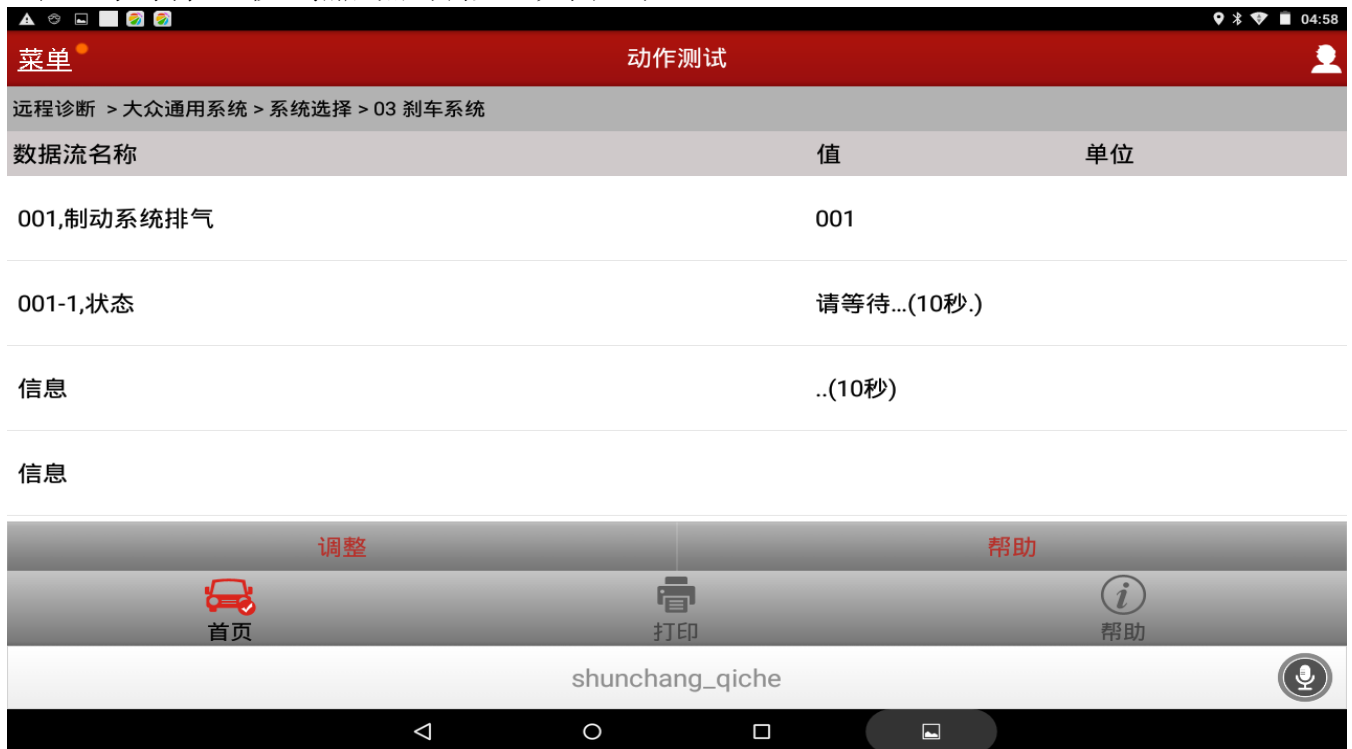 04:58
菜单 动作测试
远程诊断 > 大众通用系统 > 系统选择 > 03 刹车系统
数据流名称 值 单位
001,制动系统排气 001
001-1,状态 请等待...(10秒.)
信息 ..(10秒)
信息
调整 帮助
首页 打印 帮助
shunchang_qiche